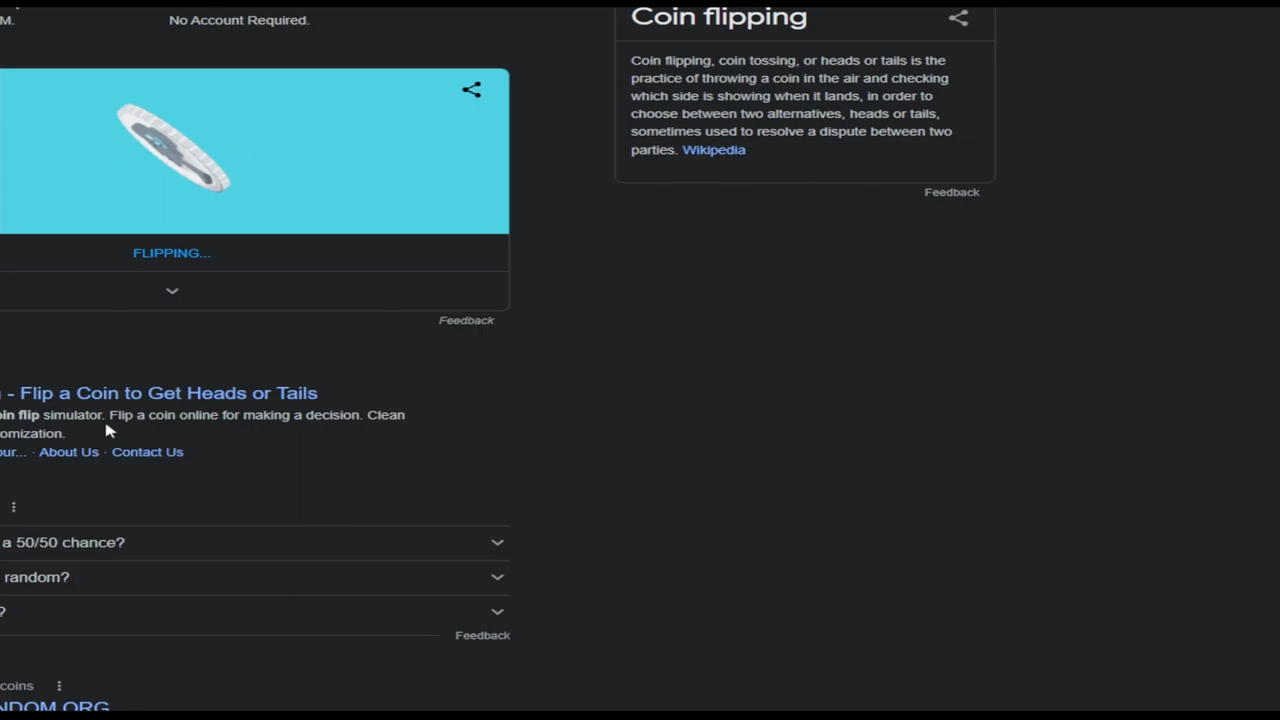 No Account Required.
FLIPPING...
Feedback
- Flip a Coin to Get Heads or Tails
flip simulator. Flip a coin online for making a decision. Clean
About Us · Contact Us
a 50/50 chance?
random?
?
Feedback
coins
Coin flipping
Coin flipping, coin tossing, or heads or tails is the
practice of throwing a coin in the air and checking
which side is showing when it lands, in order to
choose between two alternatives, heads or tails,
sometimes used to resolve a dispute between two
parties. Wikipedia
Feedback